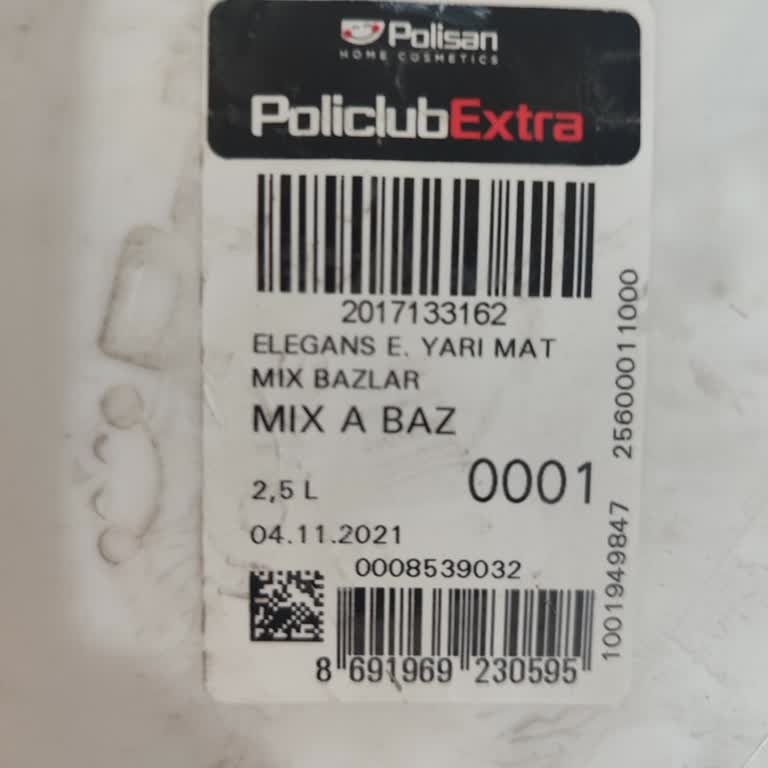 Polisan
HOME COSMETICS
PoliclubExtra
2017133162
ELEGANS E. YARI MAT
MIX BAZLAR
MIX A BAZ
2,5 L
0001
04.11.2021
0008539032
8 691969 230595
1001949847 25600011000